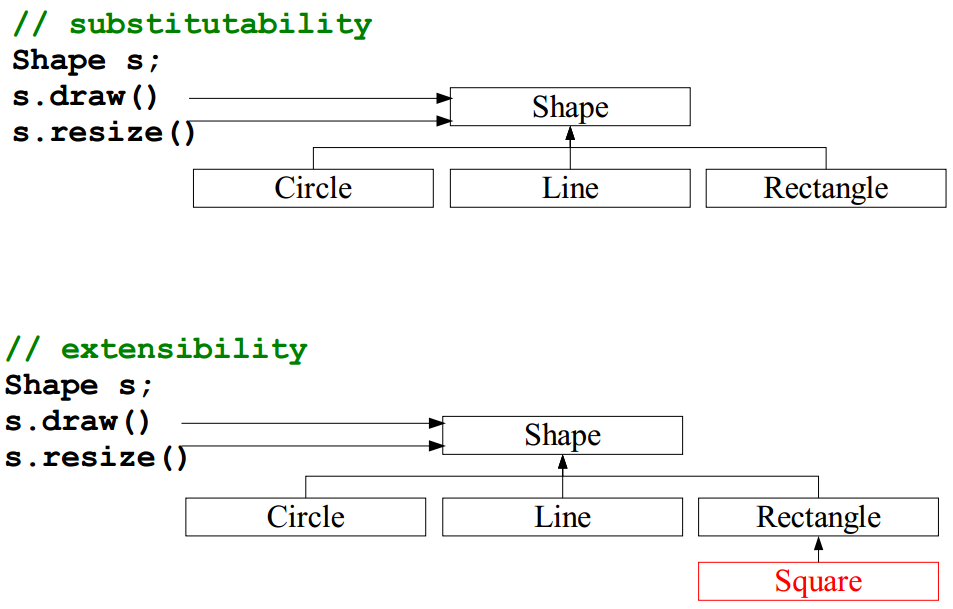 // substitutability
Shape s;
s.draw()
s.resize()
Shape
Circle
Line
Rectangle
// extensibility
Shape s;
s.draw()
s.resize()
Shape
Circle
Line
Rectangle
Square